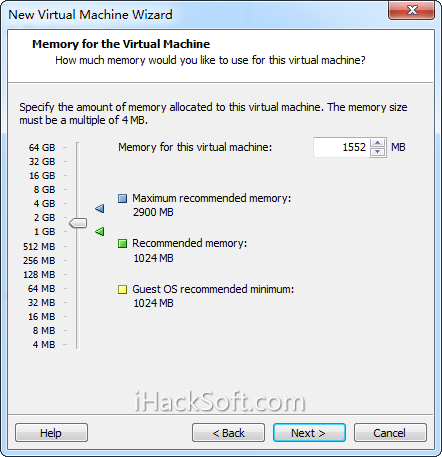 New Virtual Machine Wizard
Memory for the Virtual Machine
How much memory would you like to use for this virtual machine?
Specify the amount of memory allocated to this virtual machine. The memory size
must be a multiple of 4 MB.
Memory for this virtual machine: 1552 MB
64 GB
32 GB
16 GB
8 GB
4 GB
2 GB
1 GB
512 MB
256 MB
128 MB
64 MB
32 MB
16 MB
8 MB
4 MB
Maximum recommended memory:
2900 MB
Recommended memory:
1024 MB
Guest OS recommended minimum:
1024 MB
iHackSoft.com
Help < Back Next > Cancel